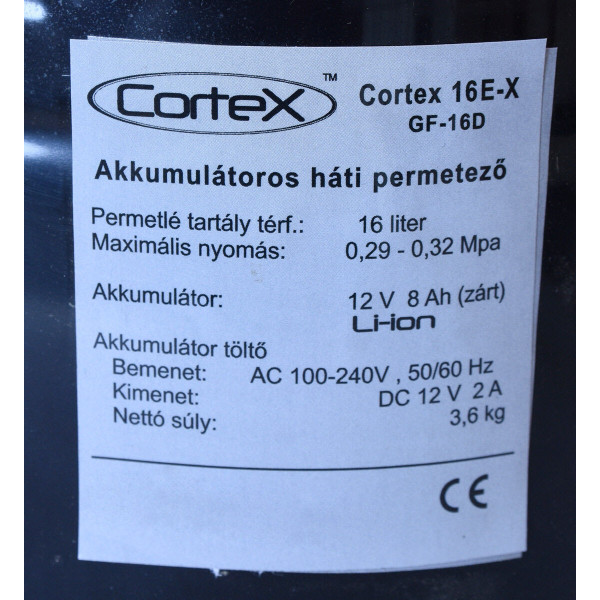 CorteX ™ Cortex 16E-X
GF-16D
Akkumulátoros háti permetező
Permetlé tartály térf.: 16 liter
Maximális nyomás: 0,29 - 0,32 Mpa
Akkumulátor: 12 V 8 Ah (zárt)
Li-ion
Akkumulátor töltő
Bemenet: AC 100-240V , 50/60 Hz
Kimenet: DC 12 V 2 A
Nettó súly: 3,6 kg
CE